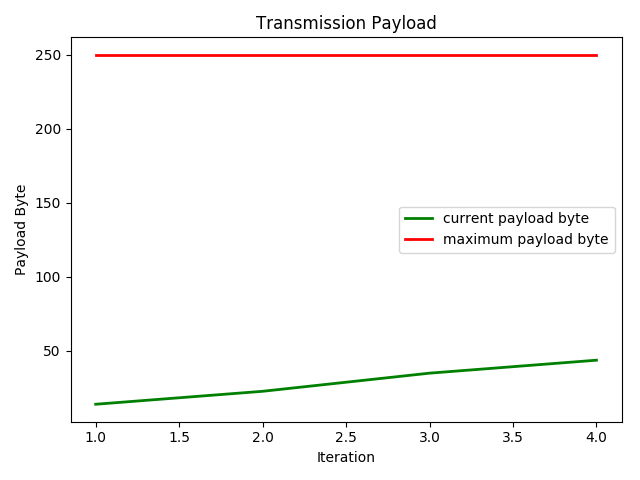 Transmission Payload
250
200
150
100
50
Payload Byte
current payload byte
maximum payload byte
1.0 1.5 2.0 2.5 3.0 3.5 4.0
Iteration